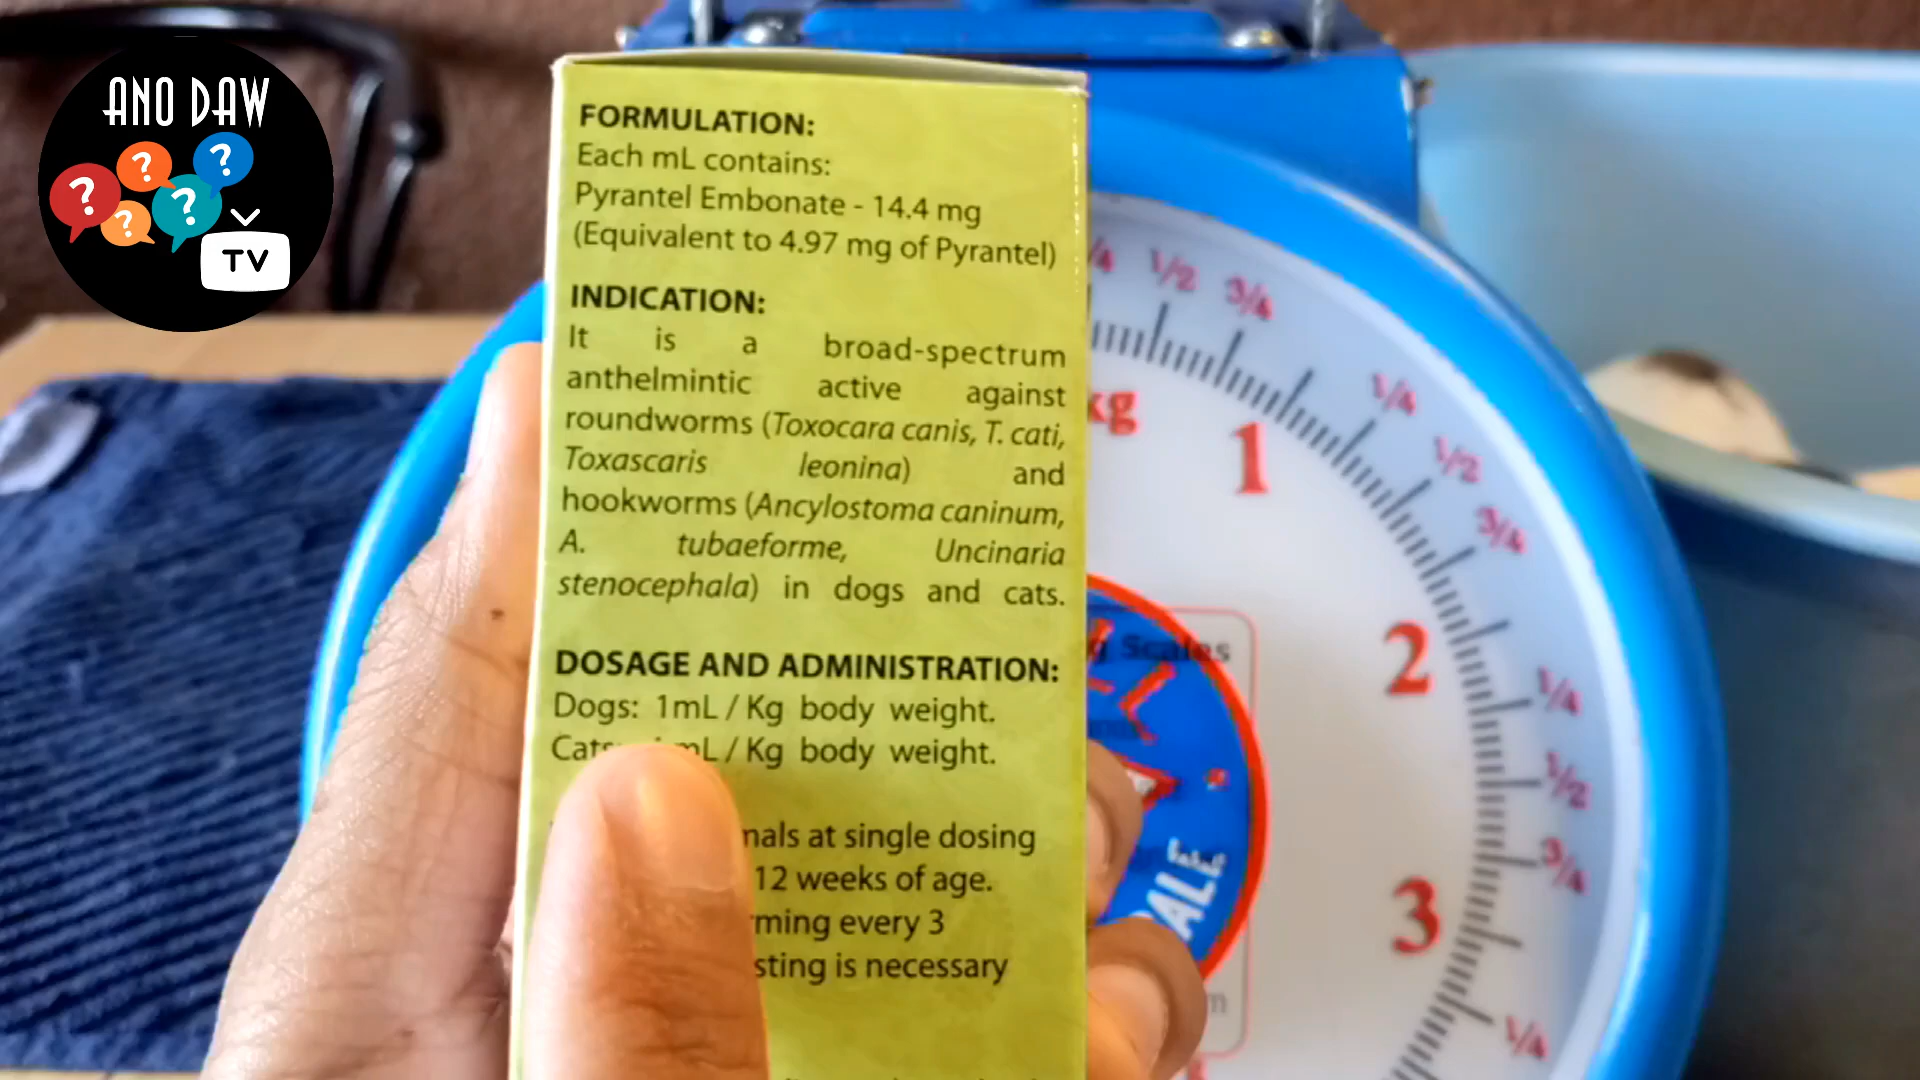 ANO DAW
? ? ? ? ?
TV
FORMULATION:
Each mL contains:
Pyrantel Embonate - 14.4 mg
(Equivalent to 4.97 mg of Pyrantel)
INDICATION:
It is a broad-spectrum
anthelmintic active against
roundworms (Toxocara canis, T. cati,
Toxascaris leonina) and
hookworms (Ancylostoma caninum,
A. tubaeforme, Uncinaria
stenocephala) in dogs and cats.
DOSAGE AND ADMINISTRATION:
Dogs: 1mL / Kg body weight.
mL / Kg body weight.
at single dosing
12 weeks of age.
every 3
is necessary
1/2 3/4
kg
1
1/4
1/2
3/4
2
1/4
1/2
3/4
3
1/4
Scales